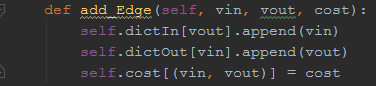 def add_Edge(self, vin, vout, cost):
    self.dictIn[vout].append(vin)
    self.dictOut[vin].append(vout)
    self.cost[(vin, vout)] = cost